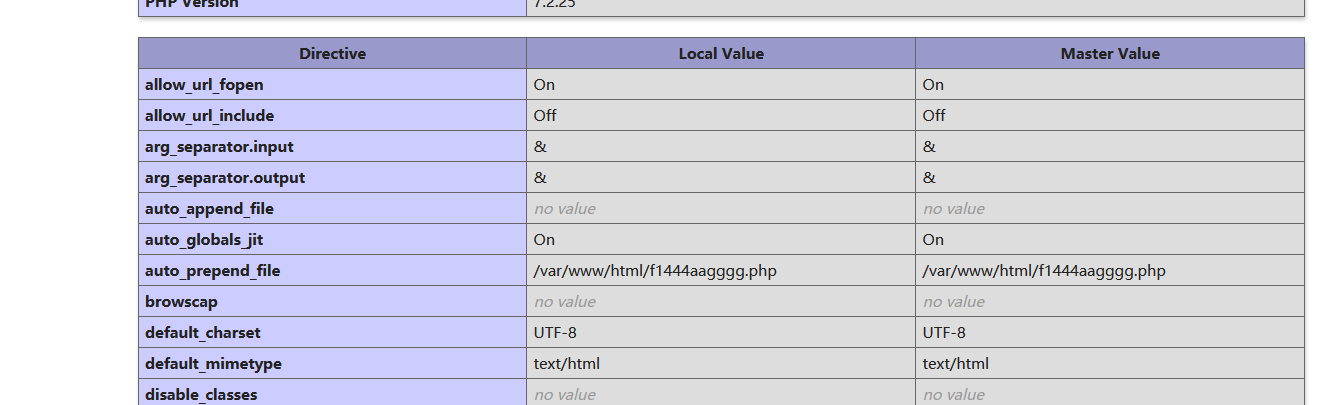 PHP Version 7.2.25
Directive Local Value Master Value
allow_url_fopen On On
allow_url_include Off Off
arg_separator.input & &
arg_separator.output & &
auto_append_file no value no value
auto_globals_jit On On
auto_prepend_file /var/www/html/f1444aagggg.php /var/www/html/f1444aagggg.php
browscap no value no value
default_charset UTF-8 UTF-8
default_mimetype text/html text/html
disable_classes no value no value